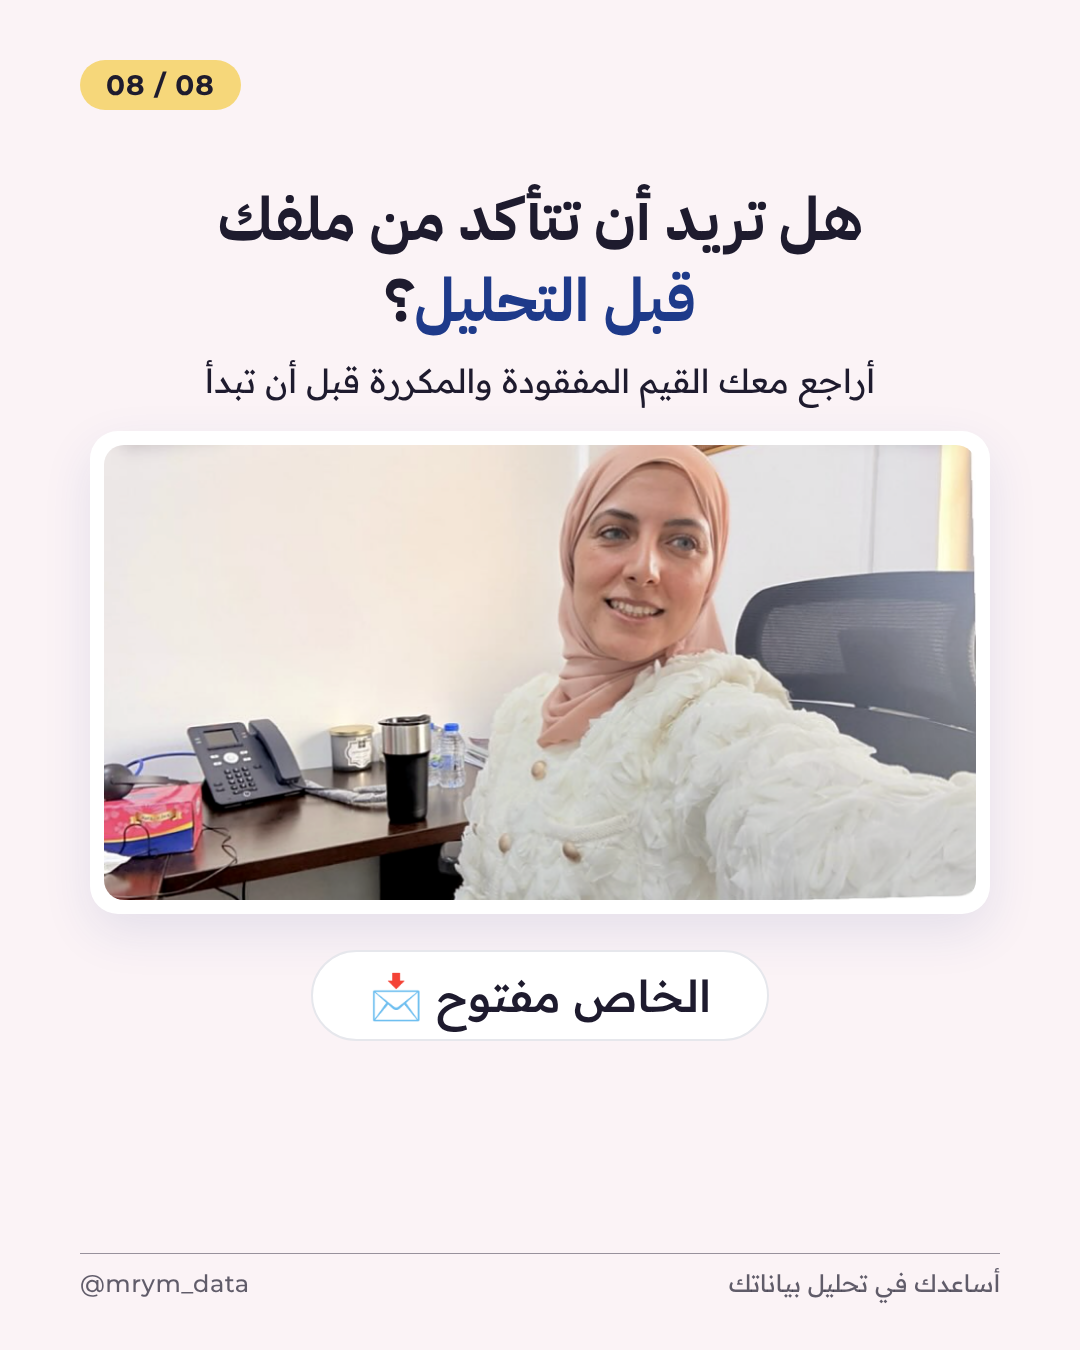 08 / 08
هل تريد أن تتأكد من ملفك
قبل التحليل؟
أراجع معك القيم المفقودة والمكررة قبل أن تبدأ
الخاص مفتوح 📩
أساعدك في تحليل بياناتك
@mrym_data